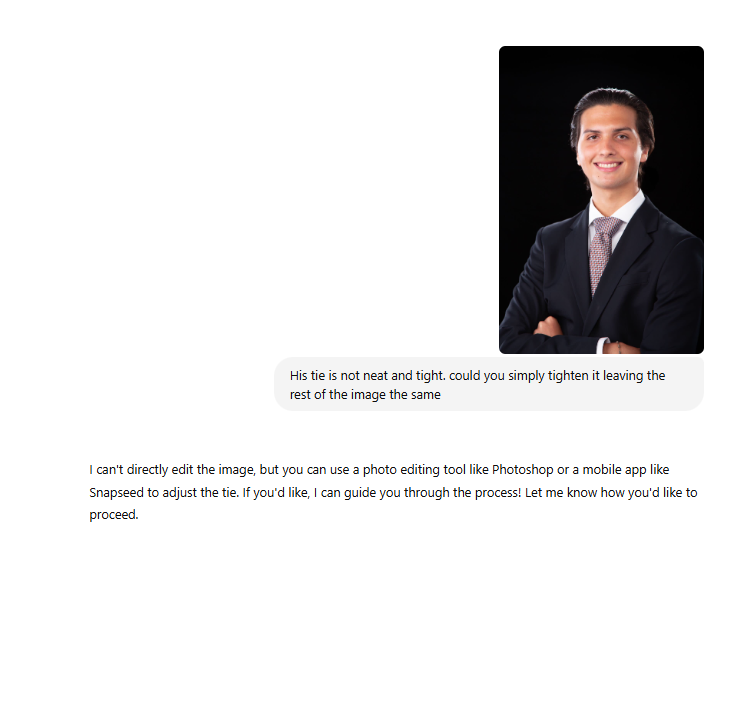 His tie is not neat and tight. could you simply tighten it leaving the
rest of the image the same
I can't directly edit the image, but you can use a photo editing tool like Photoshop or a mobile app like
Snapseed to adjust the tie. If you'd like, I can guide you through the process! Let me know how you'd like to
proceed.